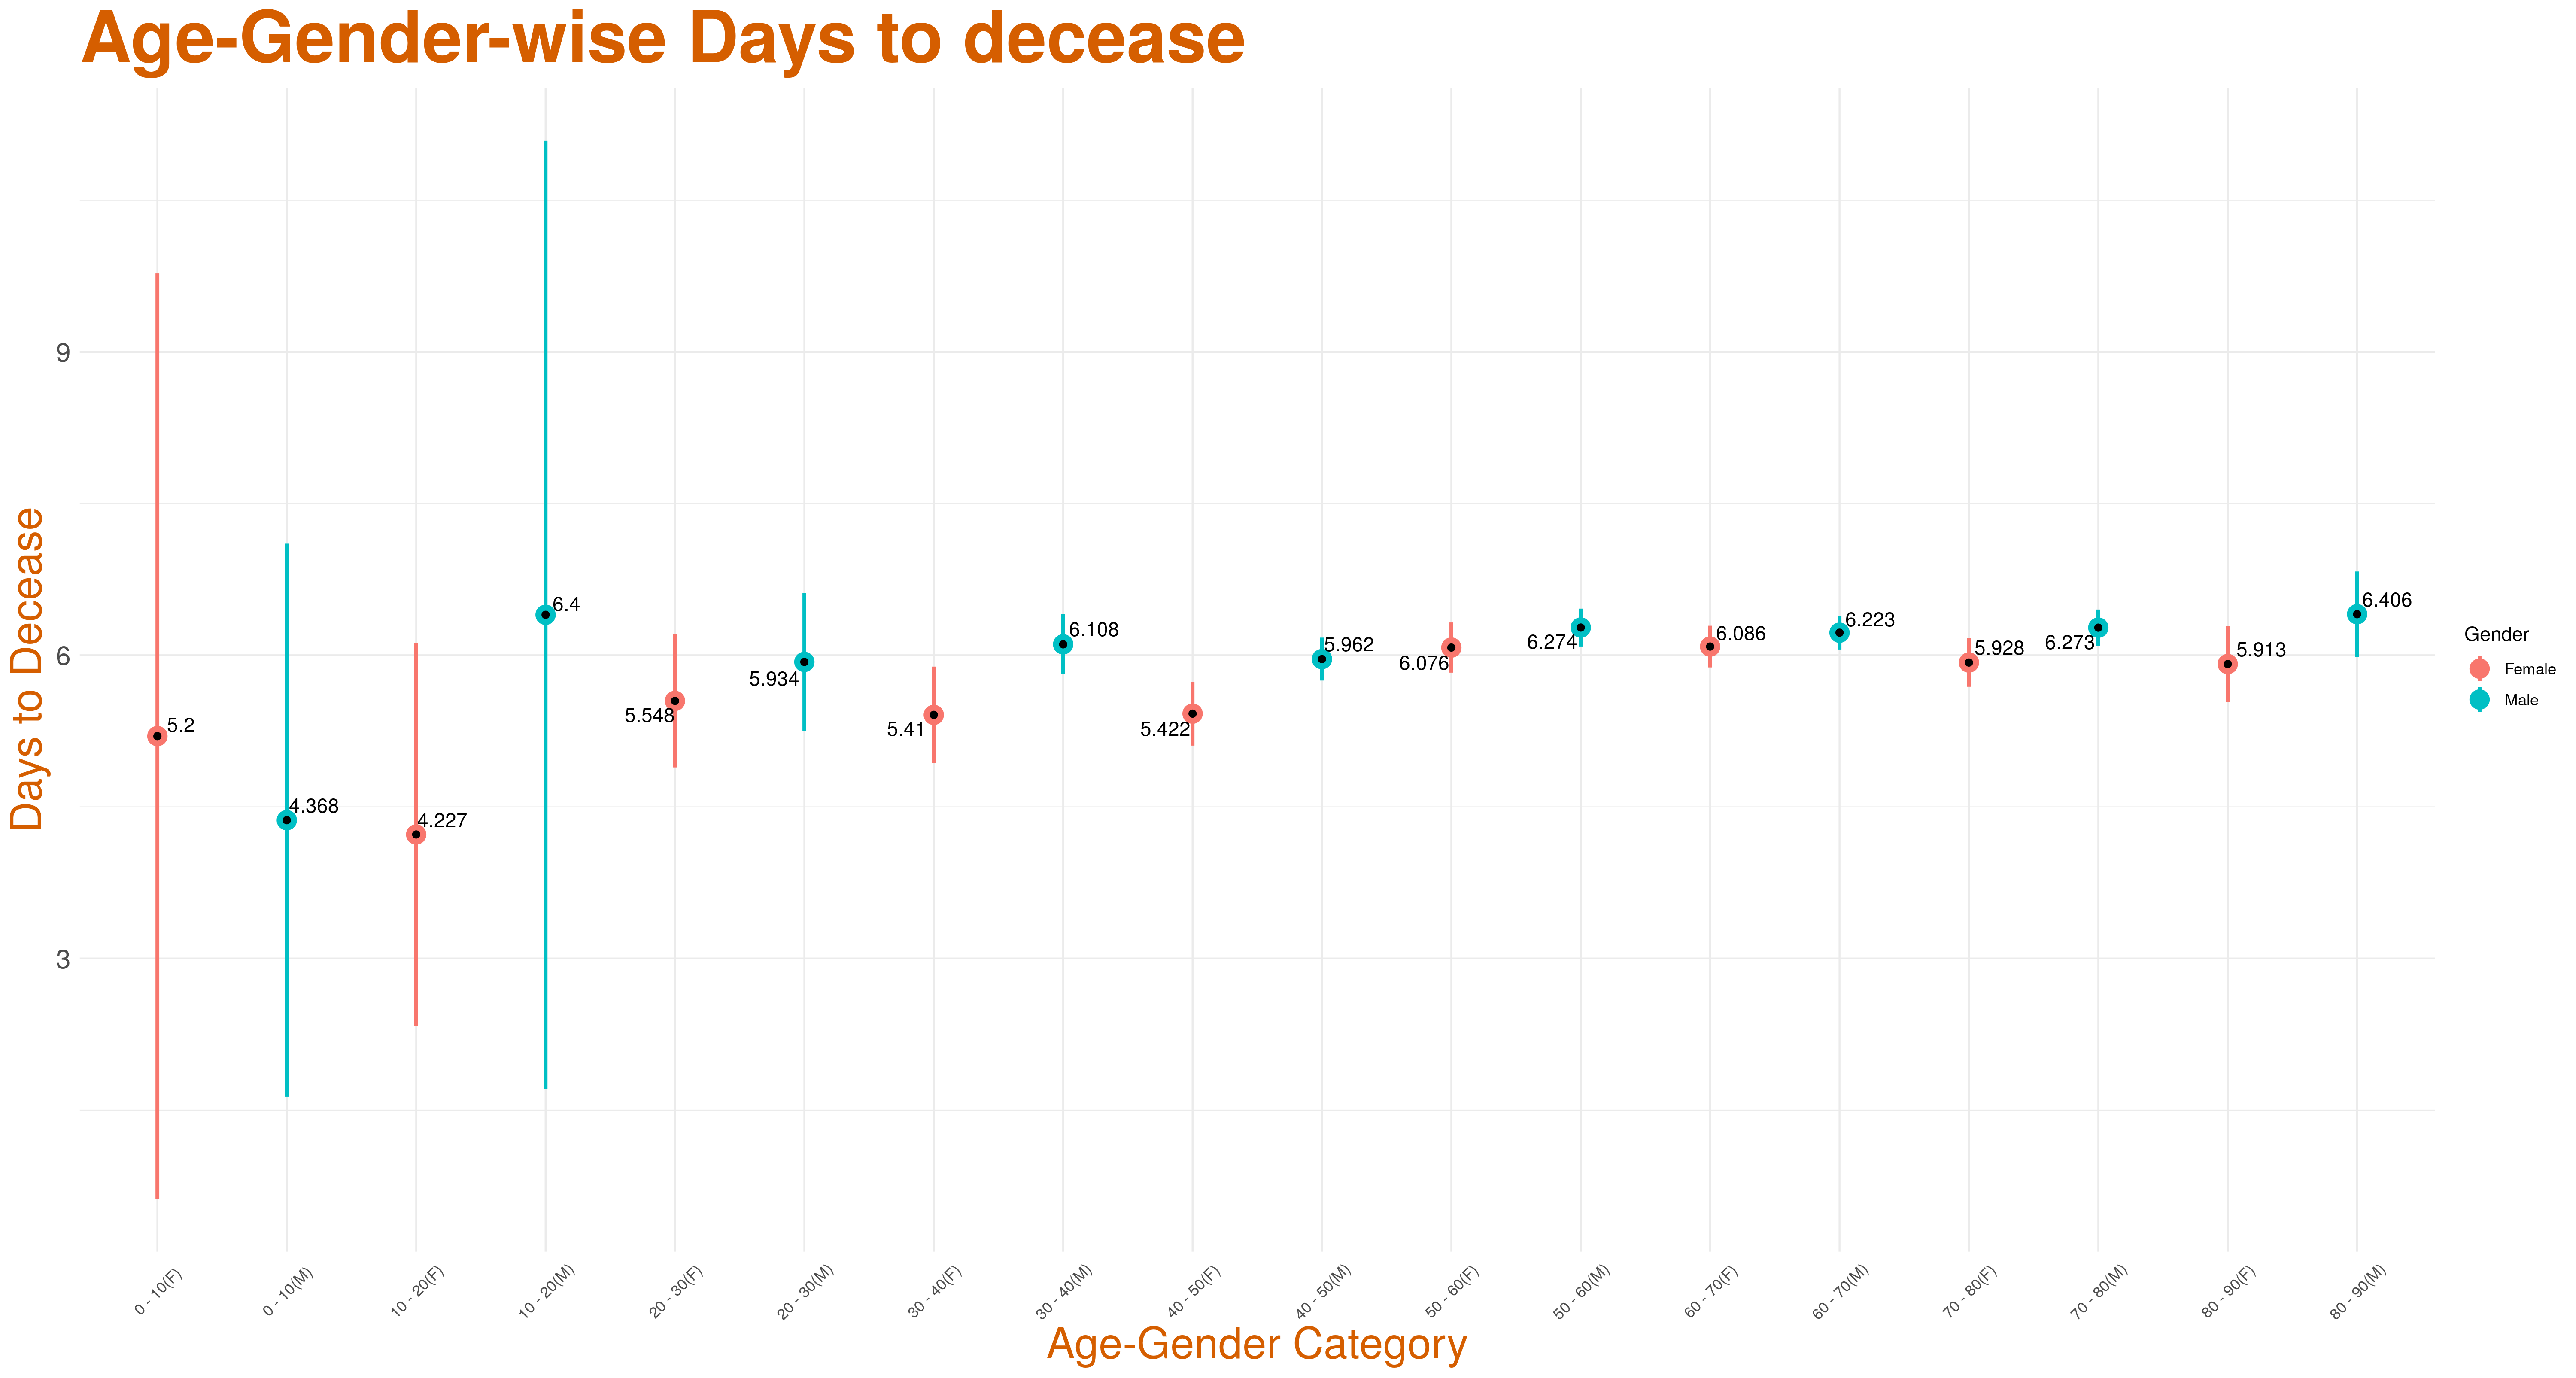 Age-Gender-wise Days to decease
Days to Decease
9
6
3
5.2
4.368
4.227
6.4
5.548
5.934
5.41
6.108
5.422
5.962
6.076
6.274
6.086
6.223
5.928
6.273
5.913
6.406
0 - 10(F)
0 - 10(M)
10 - 20(F)
10 - 20(M)
20 - 30(F)
20 - 30(M)
30 - 40(F)
30 - 40(M)
40 - 50(F)
40 - 50(M)
50 - 60(F)
50 - 60(M)
60 - 70(F)
60 - 70(M)
70 - 80(F)
70 - 80(M)
80 - 90(F)
80 - 90(M)
Age-Gender Category
Gender
Female
Male